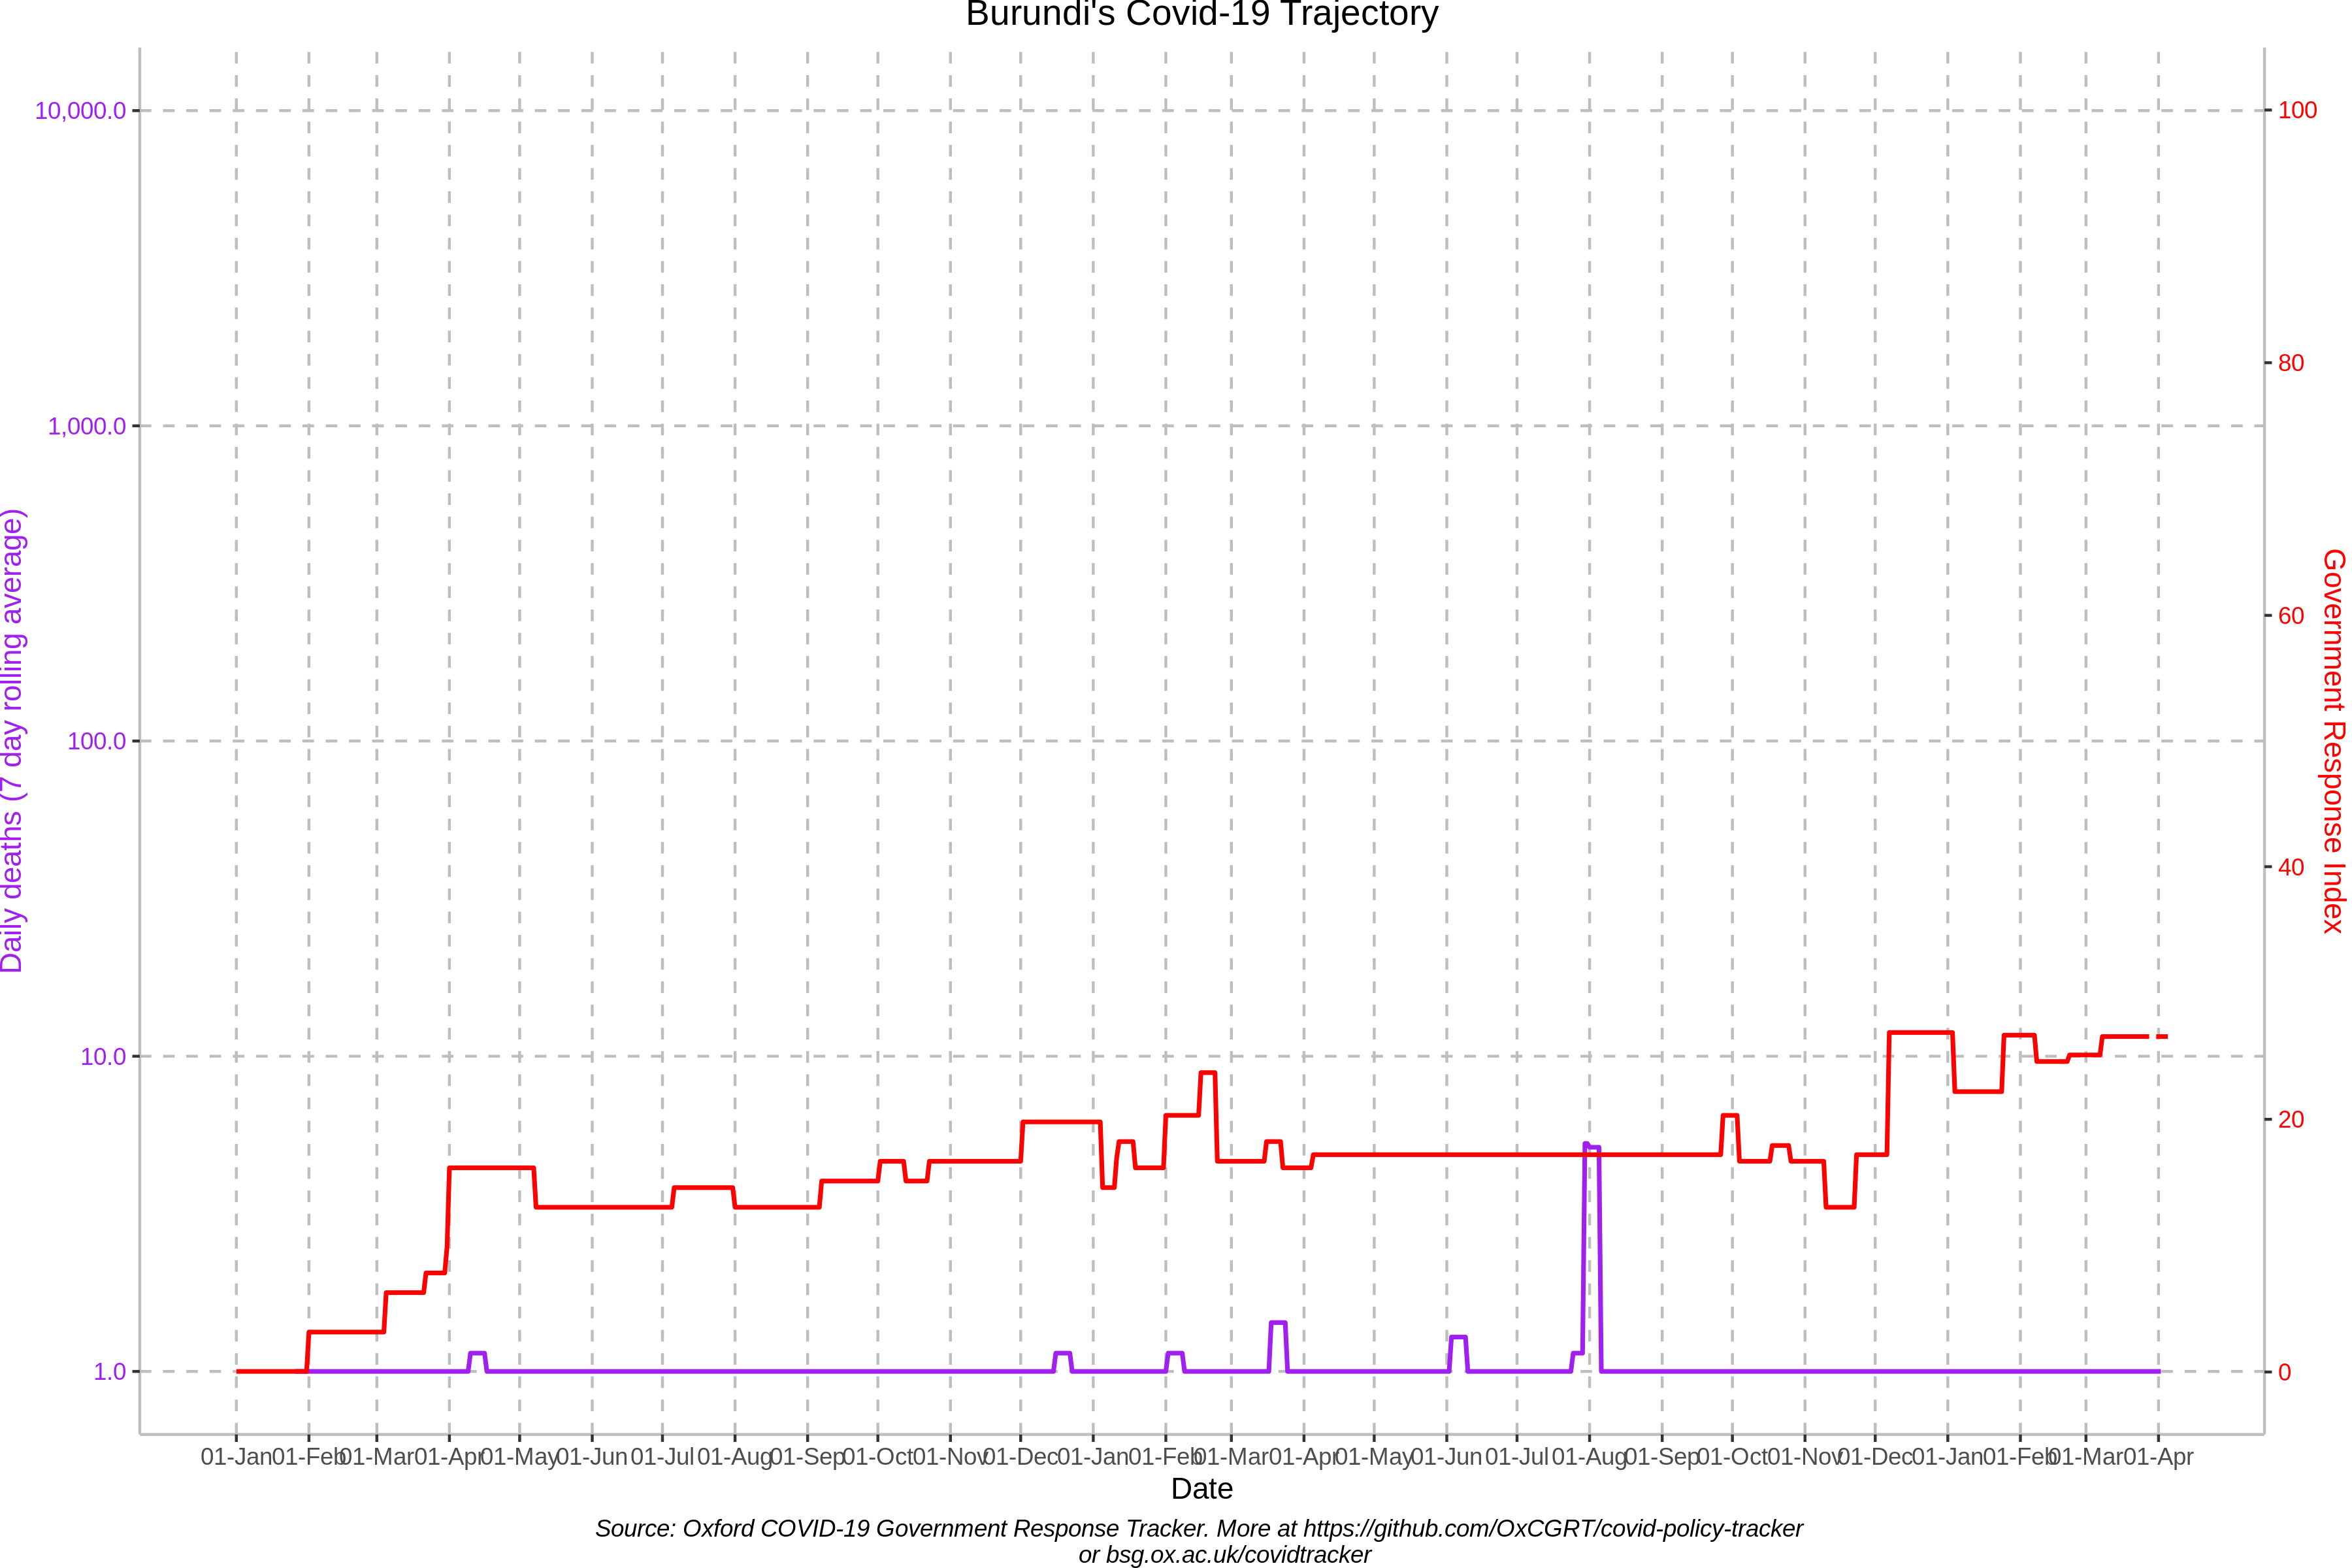 Burundi's Covid-19 Trajectory
10,000.0
1,000.0
100.0
10.0
1.0
Daily deaths (7 day rolling average)
100
80
60
40
20
0
Government Response Index
01-Jan 01-Feb 01-Mar 01-Apr 01-May 01-Jun 01-Jul 01-Aug 01-Sep 01-Oct 01-Nov 01-Dec 01-Jan 01-Feb 01-Mar 01-Apr 01-May 01-Jun 01-Jul 01-Aug 01-Sep 01-Oct 01-Nov 01-Dec 01-Jan 01-Feb 01-Mar 01-Apr
Date
Source: Oxford COVID-19 Government Response Tracker. More at https://github.com/OxCGRT/covid-policy-tracker
or bsg.ox.ac.uk/covidtracker